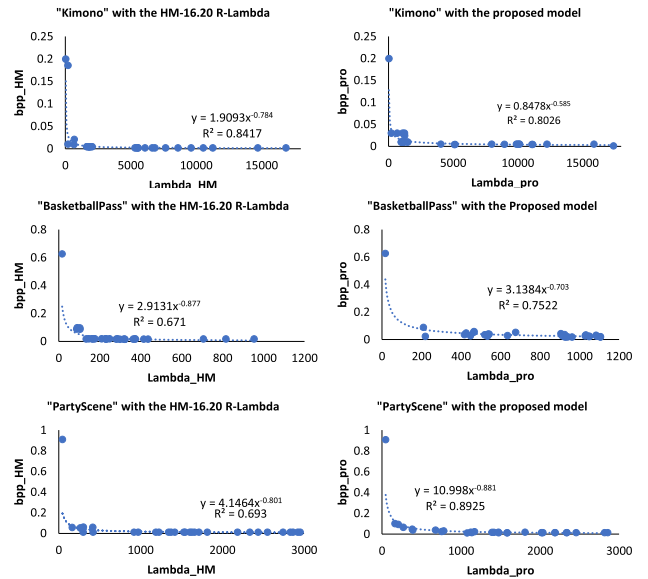 "Kimono" with the HM-16.20 R-Lambda
bpp_HM
0.25
0.2
0.15
0.1
0.05
0
y = 1.9093x^-0.784
R² = 0.8417
0 5000 10000 15000
Lambda_HM
"Kimono" with the proposed model
bpp_pro
0.25
0.2
0.15
0.1
0.05
0
y = 0.8478x^-0.585
R² = 0.8026
0 5000 10000 15000
Lambda_pro
"BasketballPass" with the HM-16.20 R-Lambda
bpp_HM
0.8
0.6
0.4
0.2
0
y = 2.9131x^-0.877
R² = 0.671
0 200 400 600 800 1000 1200
Lambda_HM
"BasketballPass" with the Proposed model
bpp_pro
0.8
0.6
0.4
0.2
0
y = 3.1384x^-0.703
R² = 0.7522
0 200 400 600 800 1000 1200
Lambda_pro
"PartyScene" with the HM-16.20 R-Lambda
bpp_HM
1
0.8
0.6
0.4
0.2
0
y = 4.1464x^-0.801
R² = 0.693
0 1000 2000 3000
Lambda_HM
"PartyScene" with the proposed model
bpp_pro
1
0.8
0.6
0.4
0.2
0
y = 10.998x^-0.881
R² = 0.8925
0 1000 2000 3000
Lambda_pro